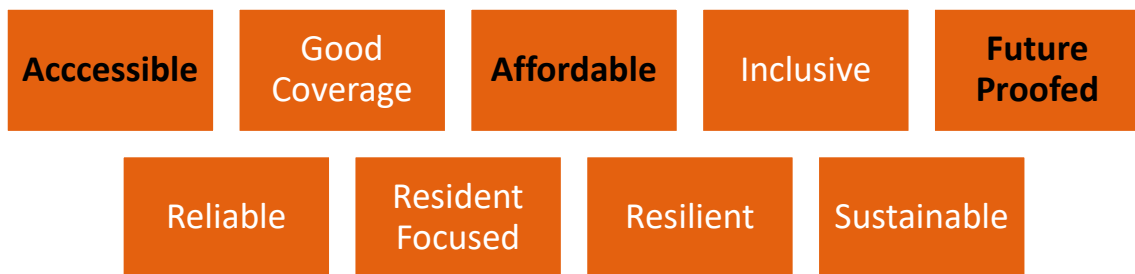 Acccessible
Good
Coverage
Affordable
Inclusive
Future
Proofed
Reliable
Resident
Focused
Resilient
Sustainable